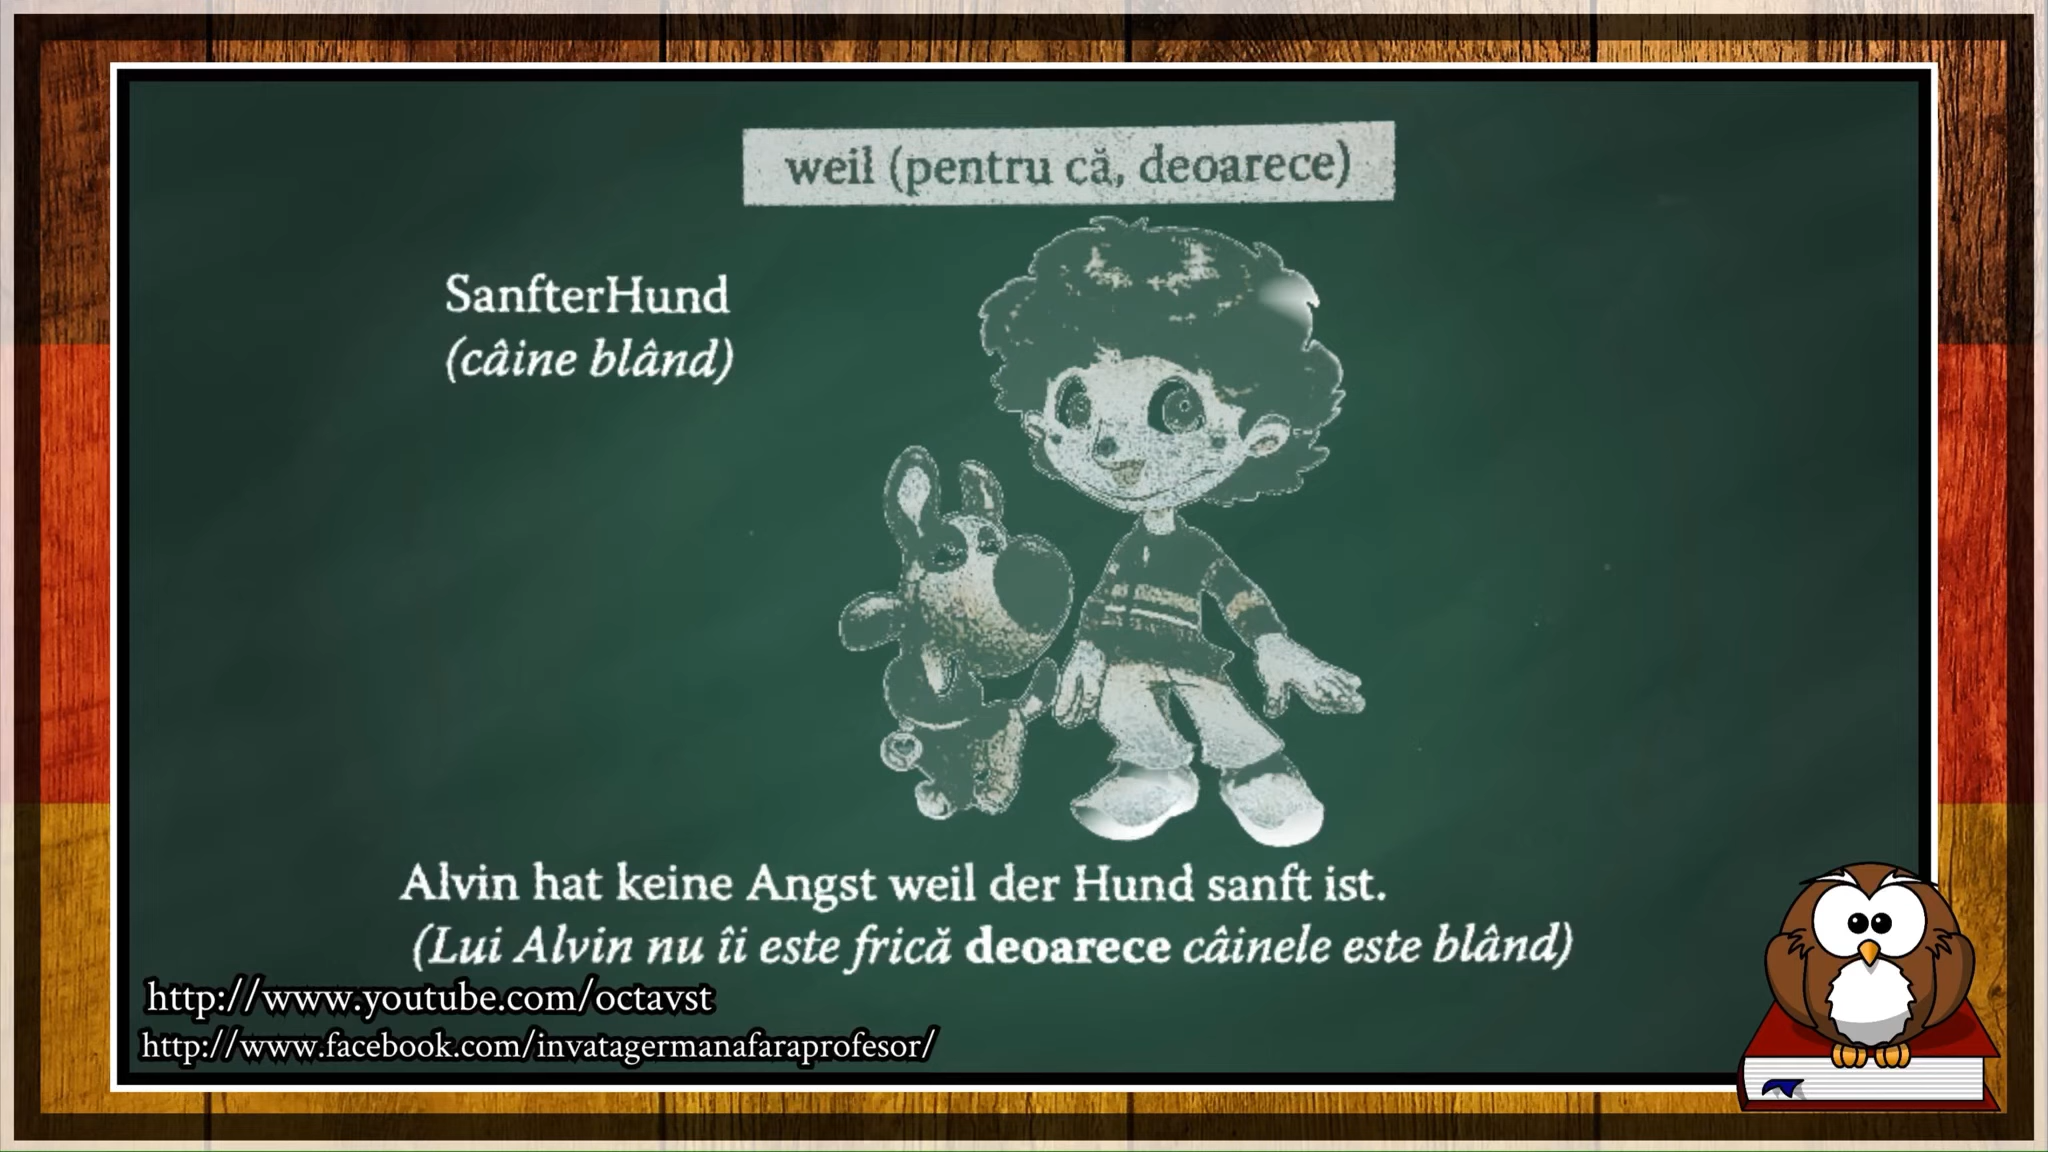 weil (pentru că, deoarece)
SanfterHund
(câine blând)
Alvin hat keine Angst weil der Hund sanft ist.
(Lui Alvin nu îi este frică deoarece câinele este blând)
http://www.youtube.com/octavst
http://www.facebook.com/invatagermanafaraprofesor/